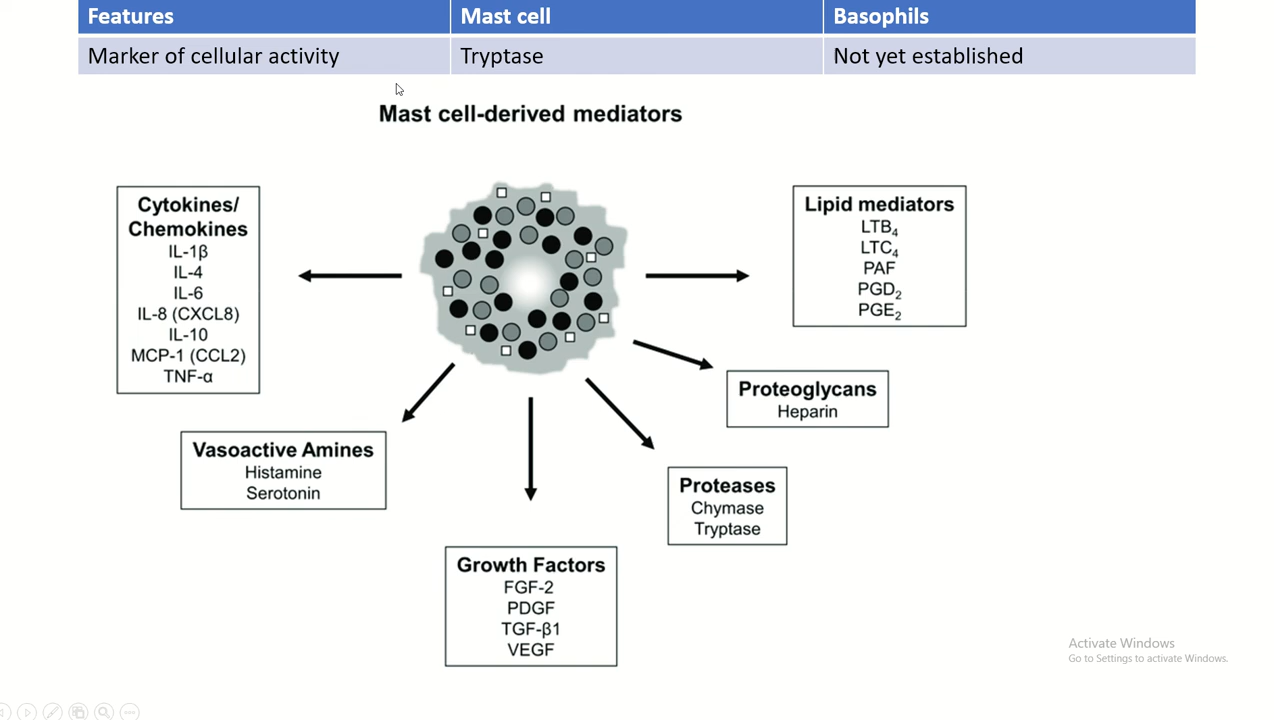 Features Mast cell Basophils
Marker of cellular activity Tryptase Not yet established
Mast cell-derived mediators
Cytokines/
Chemokines
IL-1β
IL-4
IL-6
IL-8 (CXCL8)
IL-10
MCP-1 (CCL2)
TNF-α
Lipid mediators
LTB₄
LTC₄
PAF
PGD₂
PGE₂
Proteoglycans
Heparin
Vasoactive Amines
Histamine
Serotonin
Proteases
Chymase
Tryptase
Growth Factors
FGF-2
PDGF
TGF-β1
VEGF
Activate Windows
Go to Settings to activate Windows.